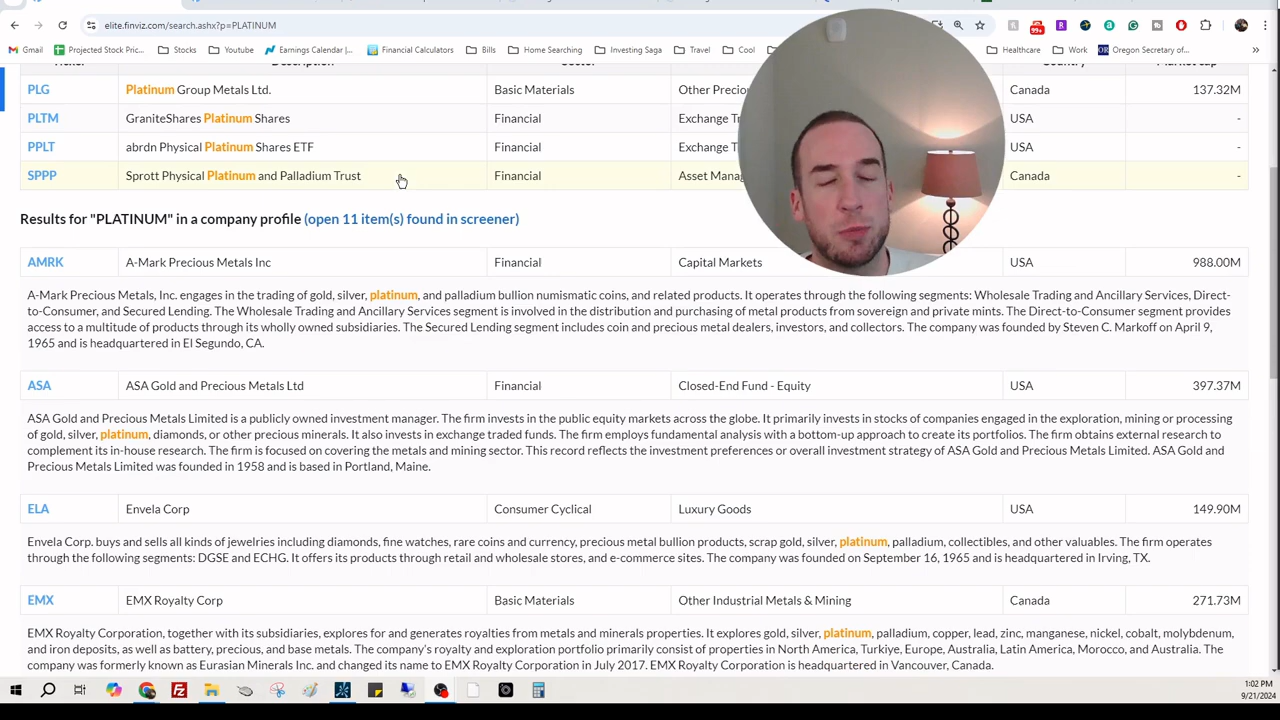 elite.finviz.com/search.ashx?p=PLATINUM
99+
Gmail Projected Stock Pric... Stocks Youtube Earnings Calendar |... Financial Calculators Bills Home Searching Investing Saga Travel Cool Healthcare Work Oregon Secretary of...
Description Sector Country Market Cap
PLG Platinum Group Metals Ltd. Basic Materials Other Precio Canada 137.32M
PLTM GraniteShares Platinum Shares Financial Exchange Tr USA -
PPLT abrdn Physical Platinum Shares ETF Financial Exchange T USA -
SPPP Sprott Physical Platinum and Palladium Trust Financial Asset Manag Canada -
Results for "PLATINUM" in a company profile (open 11 item(s) found in screener)
AMRK A-Mark Precious Metals Inc Financial Capital Markets USA 988.00M
A-Mark Precious Metals, Inc. engages in the trading of gold, silver, platinum, and palladium bullion numismatic coins, and related products. It operates through the following segments: Wholesale Trading and Ancillary Services, Direct-
to-Consumer, and Secured Lending. The Wholesale Trading and Ancillary Services segment is involved in the distribution and purchasing of metal products from sovereign and private mints. The Direct-to-Consumer segment provides
access to a multitude of products through its wholly owned subsidiaries. The Secured Lending segment includes coin and precious metal dealers, investors, and collectors. The company was founded by Steven C. Markoff on April 9,
1965 and is headquartered in El Segundo, CA.
ASA ASA Gold and Precious Metals Ltd Financial Closed-End Fund - Equity USA 397.37M
ASA Gold and Precious Metals Limited is a publicly owned investment manager. The firm invests in the public equity markets across the globe. It primarily invests in stocks of companies engaged in the exploration, mining or processing
of gold, silver, platinum, diamonds, or other precious minerals. It also invests in exchange traded funds. The firm employs fundamental analysis with a bottom-up approach to create its portfolios. The firm obtains external research to
complement its in-house research. The firm is focused on covering the metals and mining sector. This record reflects the investment preferences or overall investment strategy of ASA Gold and Precious Metals Limited. ASA Gold and
Precious Metals Limited was founded in 1958 and is based in Portland, Maine.
ELA Envela Corp Consumer Cyclical Luxury Goods USA 149.90M
Envela Corp. buys and sells all kinds of jewelries including diamonds, fine watches, rare coins and currency, precious metal bullion products, scrap gold, silver, platinum, palladium, collectibles, and other valuables. The firm operates
through the following segments: DGSE and ECHG. It offers its products through retail and wholesale stores, and e-commerce sites. The company was founded on September 16, 1965 and is headquartered in Irving, TX.
EMX EMX Royalty Corp Basic Materials Other Industrial Metals & Mining Canada 271.73M
EMX Royalty Corporation, together with its subsidiaries, explores for and generates royalties from metals and minerals properties. It explores gold, silver, platinum, palladium, copper, lead, zinc, manganese, nickel, cobalt, molybdenum,
and iron deposits, as well as battery, precious, and base metals. The company's royalty and exploration portfolio primarily consist of properties in North America, Turkiye, Europe, Australia, Latin America, Morocco, and Australia. The
company was formerly known as Eurasian Minerals Inc. and changed its name to EMX Royalty Corporation in July 2017. EMX Royalty Corporation is headquartered in Vancouver, Canada.
1:02 PM
9/21/2024